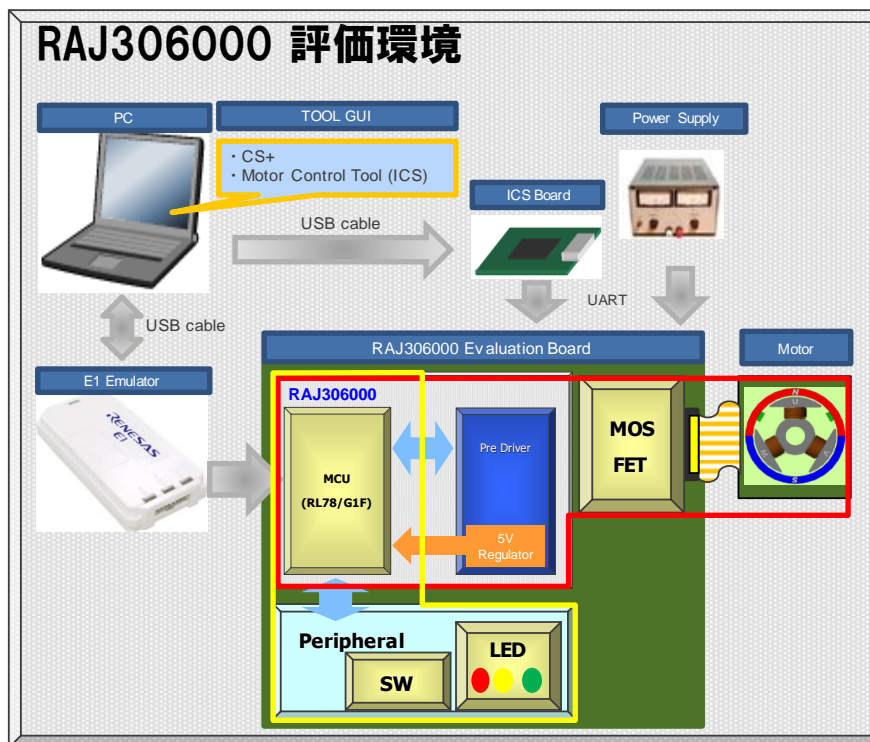 RAJ306000 評価環境
PC
TOOL GUI
Power Supply
・CS+
・Motor Control Tool (ICS)
ICS Board
USB cable
UART
USB cable
RAJ306000 Evaluation Board
Motor
E1 Emulator
RENESAS
E1
RAJ306000
MCU
(RL78/G1F)
Pre Driver
5V
Regulator
MOS
FET
N
U
V
W
S
Peripheral
SW
LED